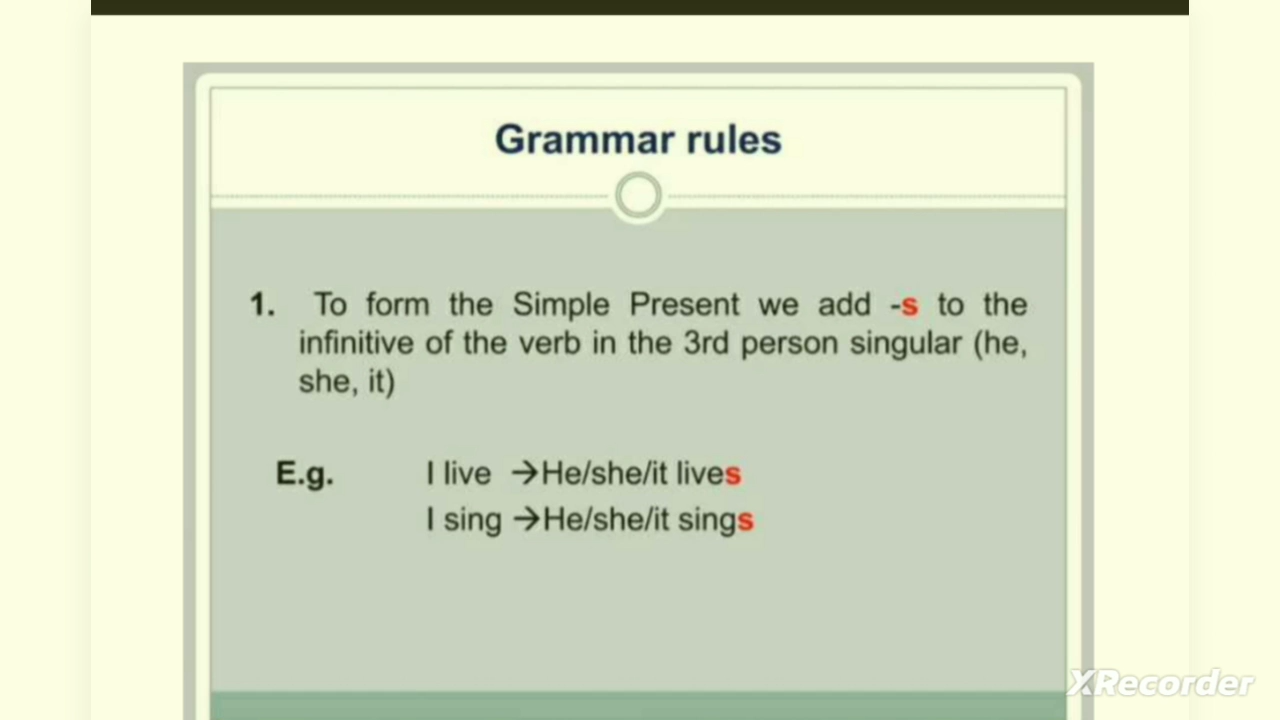 Grammar rules
1. To form the Simple Present we add -s to the
infinitive of the verb in the 3rd person singular (he,
she, it)
E.g. I live →He/she/it lives
I sing →He/she/it sings
XRecorder